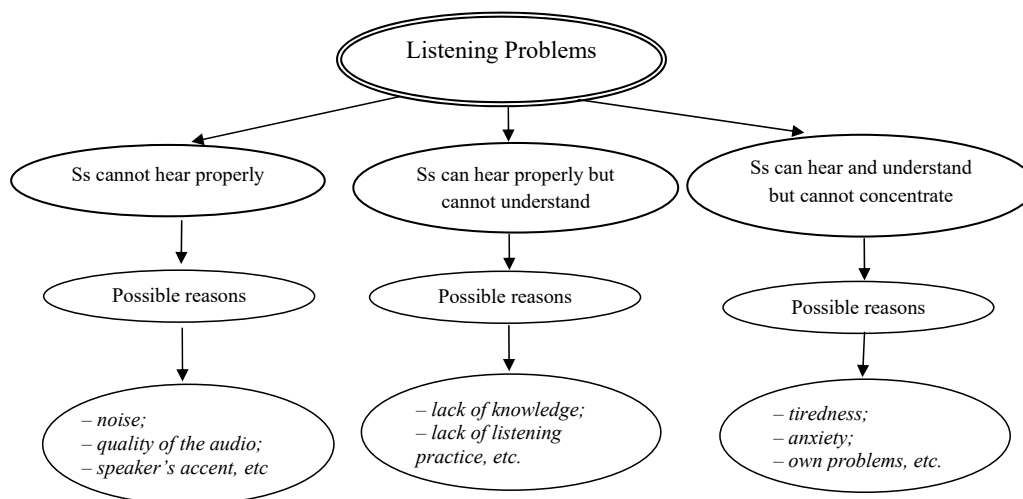 Listening Problems
Ss cannot hear properly
Ss can hear properly but
cannot understand
Ss can hear and understand
but cannot concentrate
Possible reasons
Possible reasons
Possible reasons
– noise;
– quality of the audio;
– speaker’s accent, etc
– lack of knowledge;
– lack of listening
practice, etc.
– tiredness;
– anxiety;
– own problems, etc.